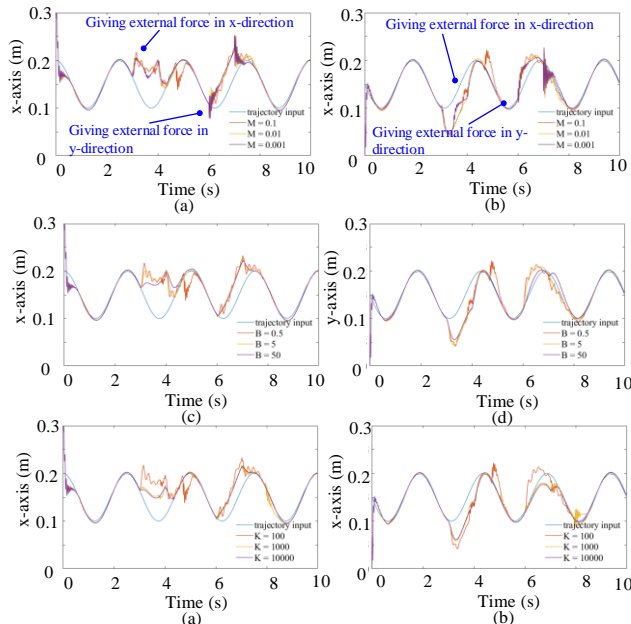 Giving external force in x-direction
0.3
x-axis (m)
0.2
0.1
0
Giving external force in
y-direction
trajectory input
M = 0.1
M = 0.01
M = 0.001
0 2 4 6 8 10
Time (s)
(a)
Giving external force in x-direction
0.3
x-axis (m)
0.2
0.1
0
Giving external force in y-
direction
trajectory input
M = 0.1
M = 0.01
M = 0.001
0 2 4 6 8 10
Time (s)
(b)
0.3
x-axis (m)
0.2
0.1
trajectory input
B = 0.5
B = 5
B = 50
0 2 4 6 8 10
Time (s)
(c)
0.3
y-axis (m)
0.2
0.1
trajectory input
B = 0.5
B = 5
B = 50
0 2 4 6 8 10
Time (s)
(d)
0.3
x-axis (m)
0.2
0.1
trajectory input
K = 100
K = 1000
K = 10000
0 2 4 6 8 10
Time (s)
(a)
0.3
x-axis (m)
0.2
0.1
trajectory input
K = 100
K = 1000
K = 10000
0 2 4 6 8 10
Time (s)
(b)